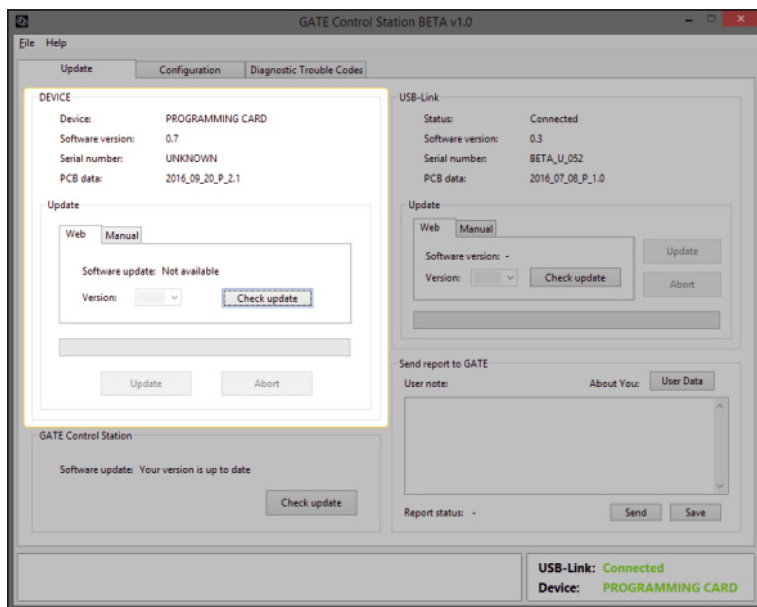 GATE Control Station BETA v1.0
File Help
Update Configuration Diagnostic Trouble Codes
DEVICE
Device: PROGRAMMING CARD
Software version: 0.7
Serial number: UNKNOWN
PCB data: 2016_09_20_P_2.1
Update
Web Manual
Software update: Not available
Version: Check update
Update Abort
GATE Control Station
Software update: Your version is up to date
Check update
USB-Link
Status: Connected
Software version: 0.3
Serial number: BETA_U_052
PCB data: 2016_07_08_P_1.0
Update
Web Manual
Software version: -
Version: Check update
Update
Abort
Send report to GATE
User note: About You: User Data
Report status: - Send Save
USB-Link: Connected
Device: PROGRAMMING CARD